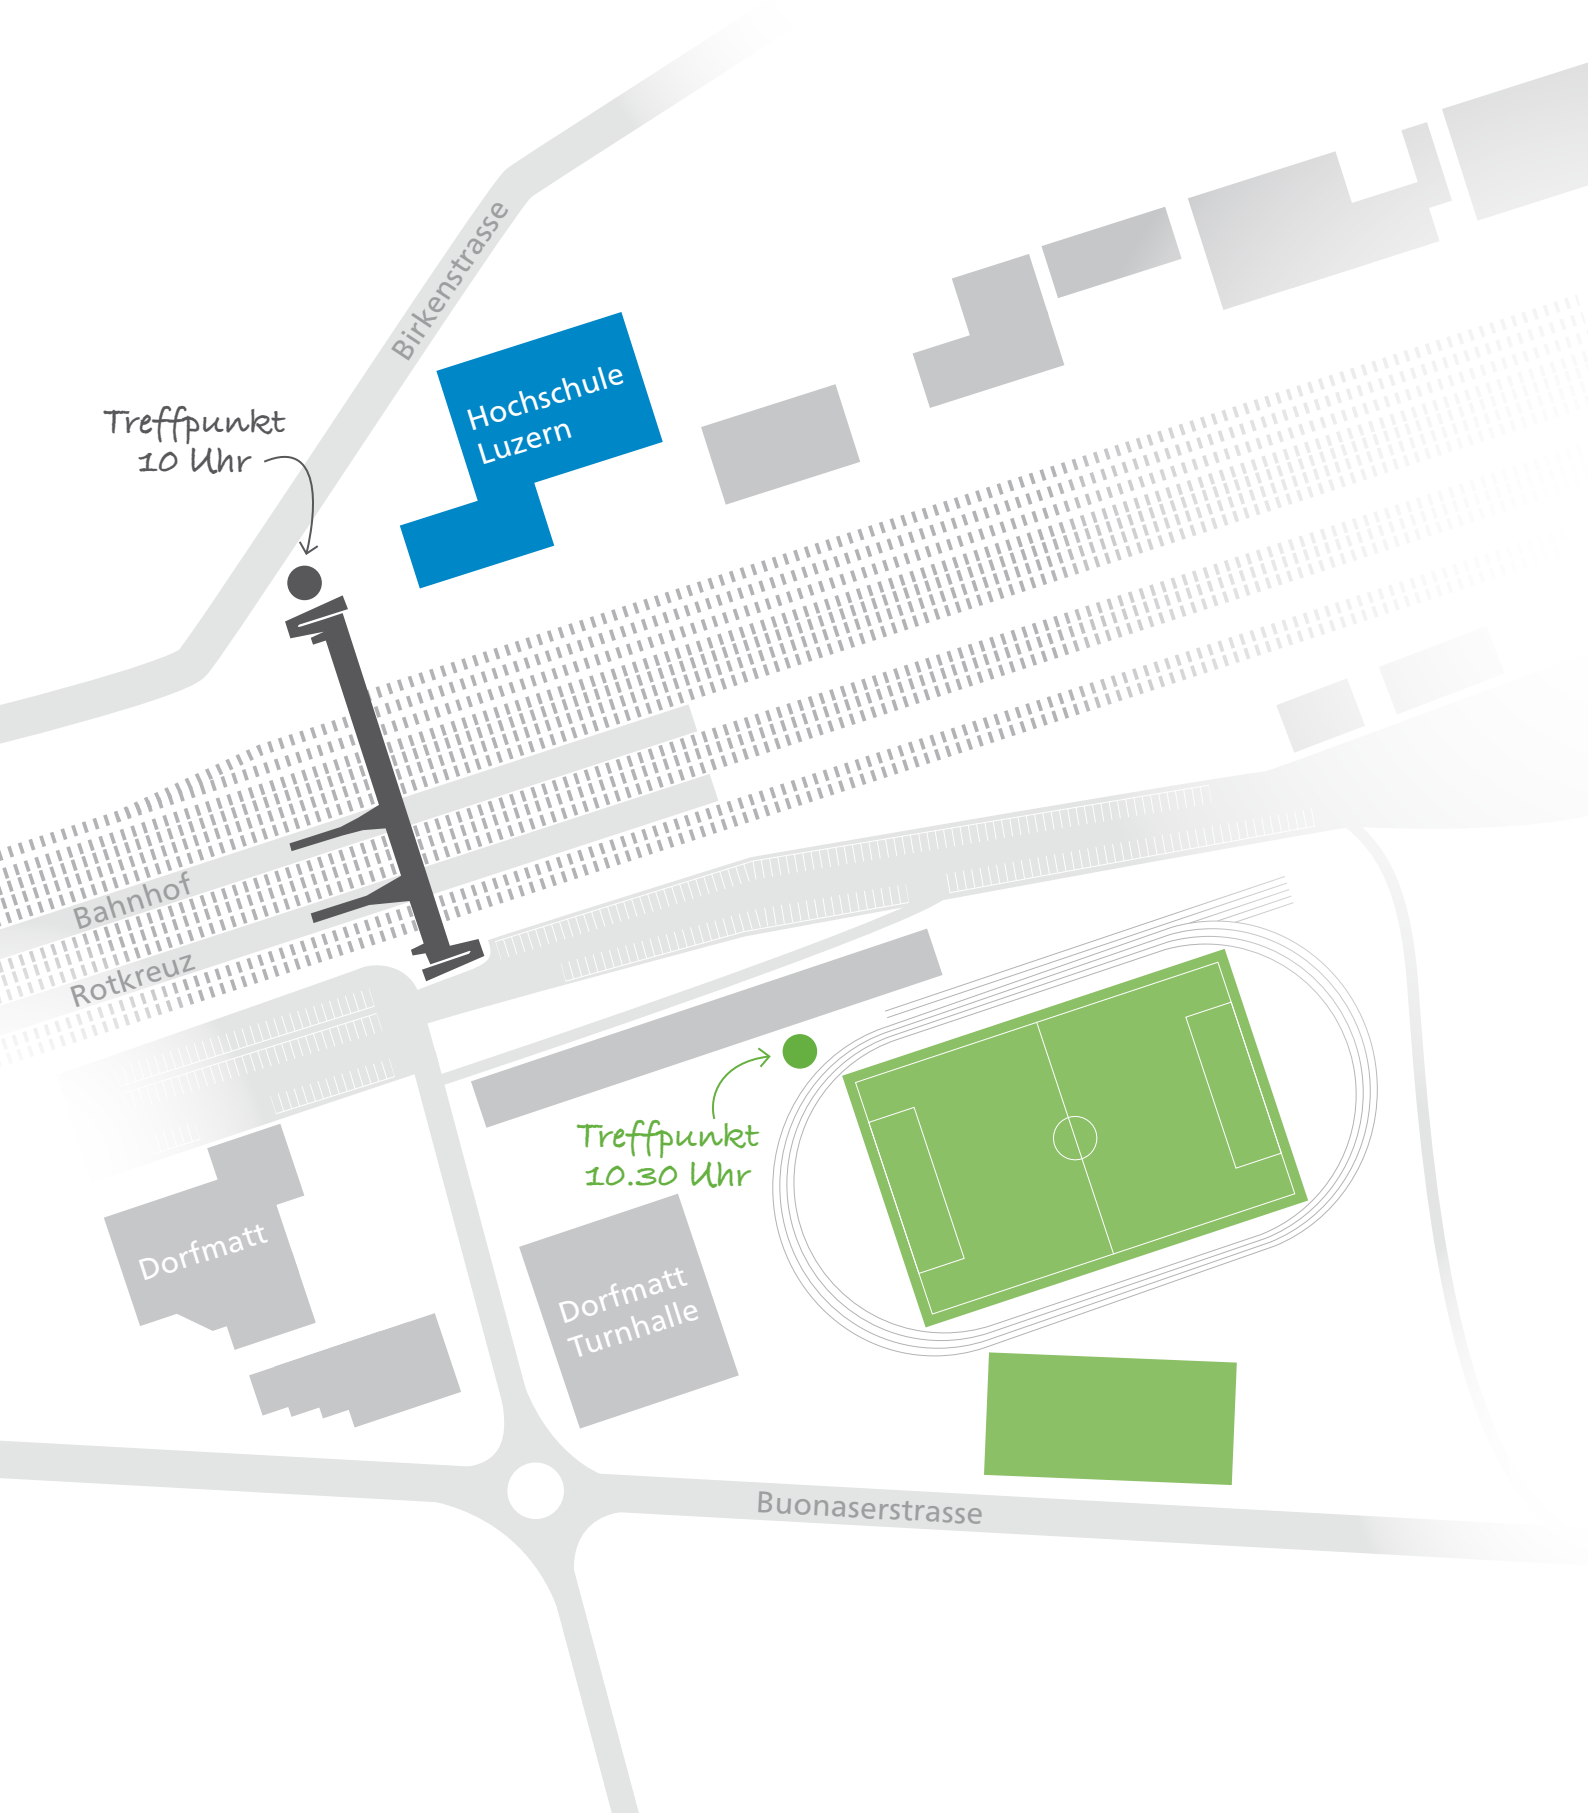 Birkenstrasse
Hochschule
Luzern
Treffpunkt
10 Uhr
Bahnhof
Rotkreuz
Treffpunkt
10.30 Uhr
Dorfmatt
Dorfmatt
Turnhalle
Buonaserstrasse